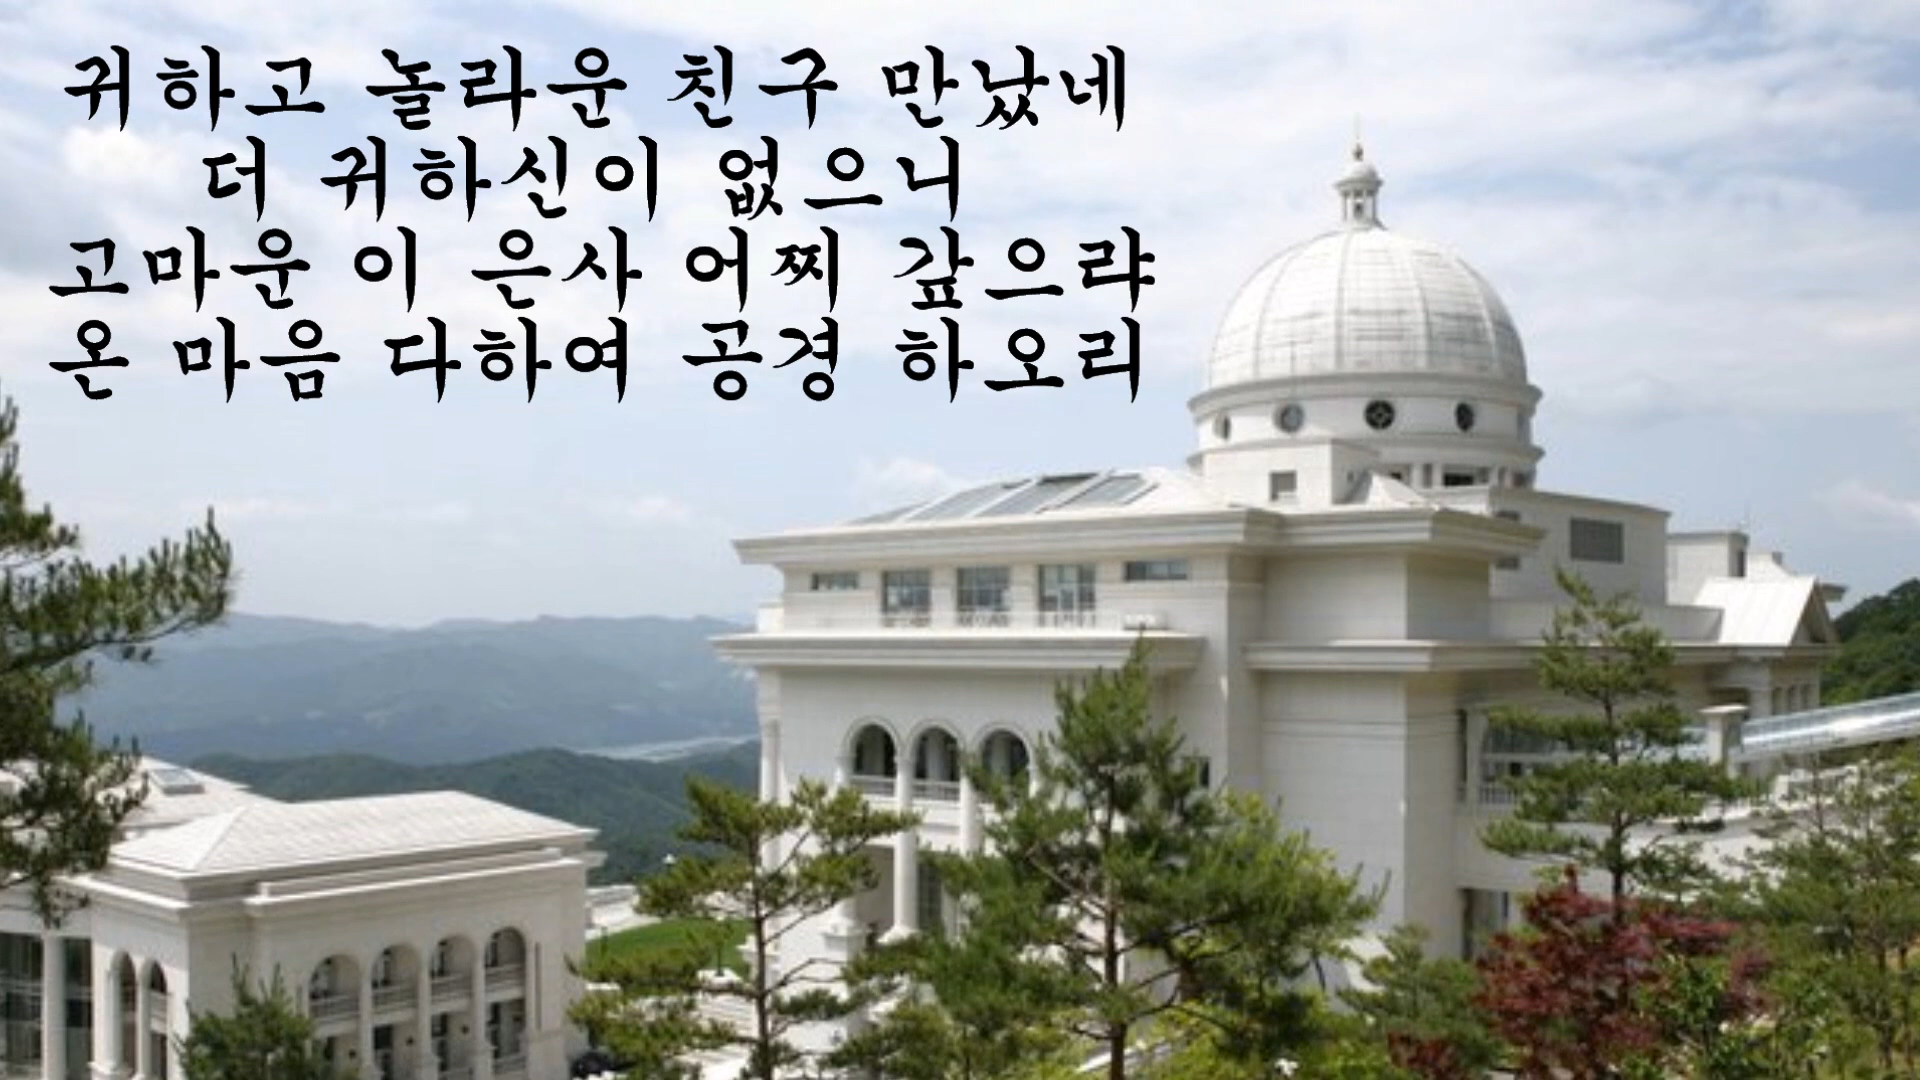 귀하고 놀라운 친구 만났네
더 귀하신이 없으니
고마운 이 은사 어찌 갚으랴
온 마음 다하여 공경 하오리